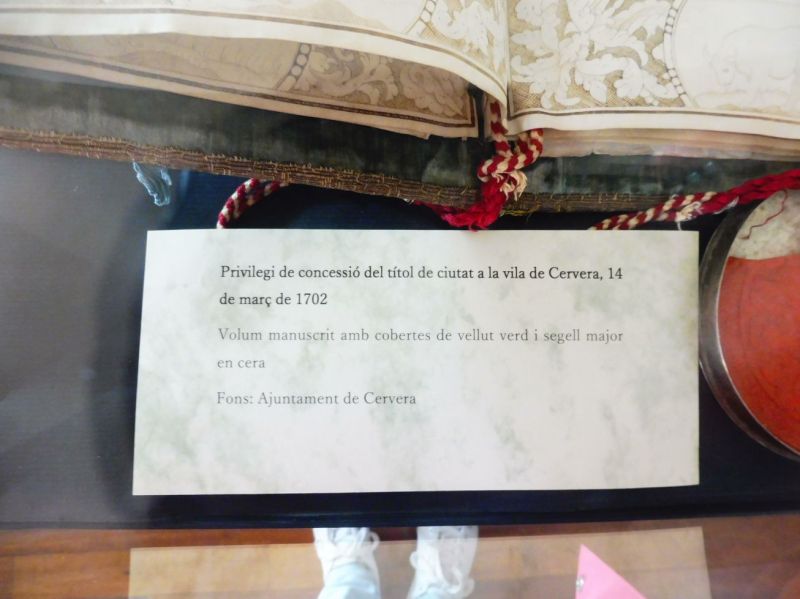 Privilegi de concessió del títol de ciutat a la vila de Cervera, 14
de març de 1702
Volum manuscrit amb cobertes de vellut verd i segell major
en cera
Fons: Ajuntament de Cervera